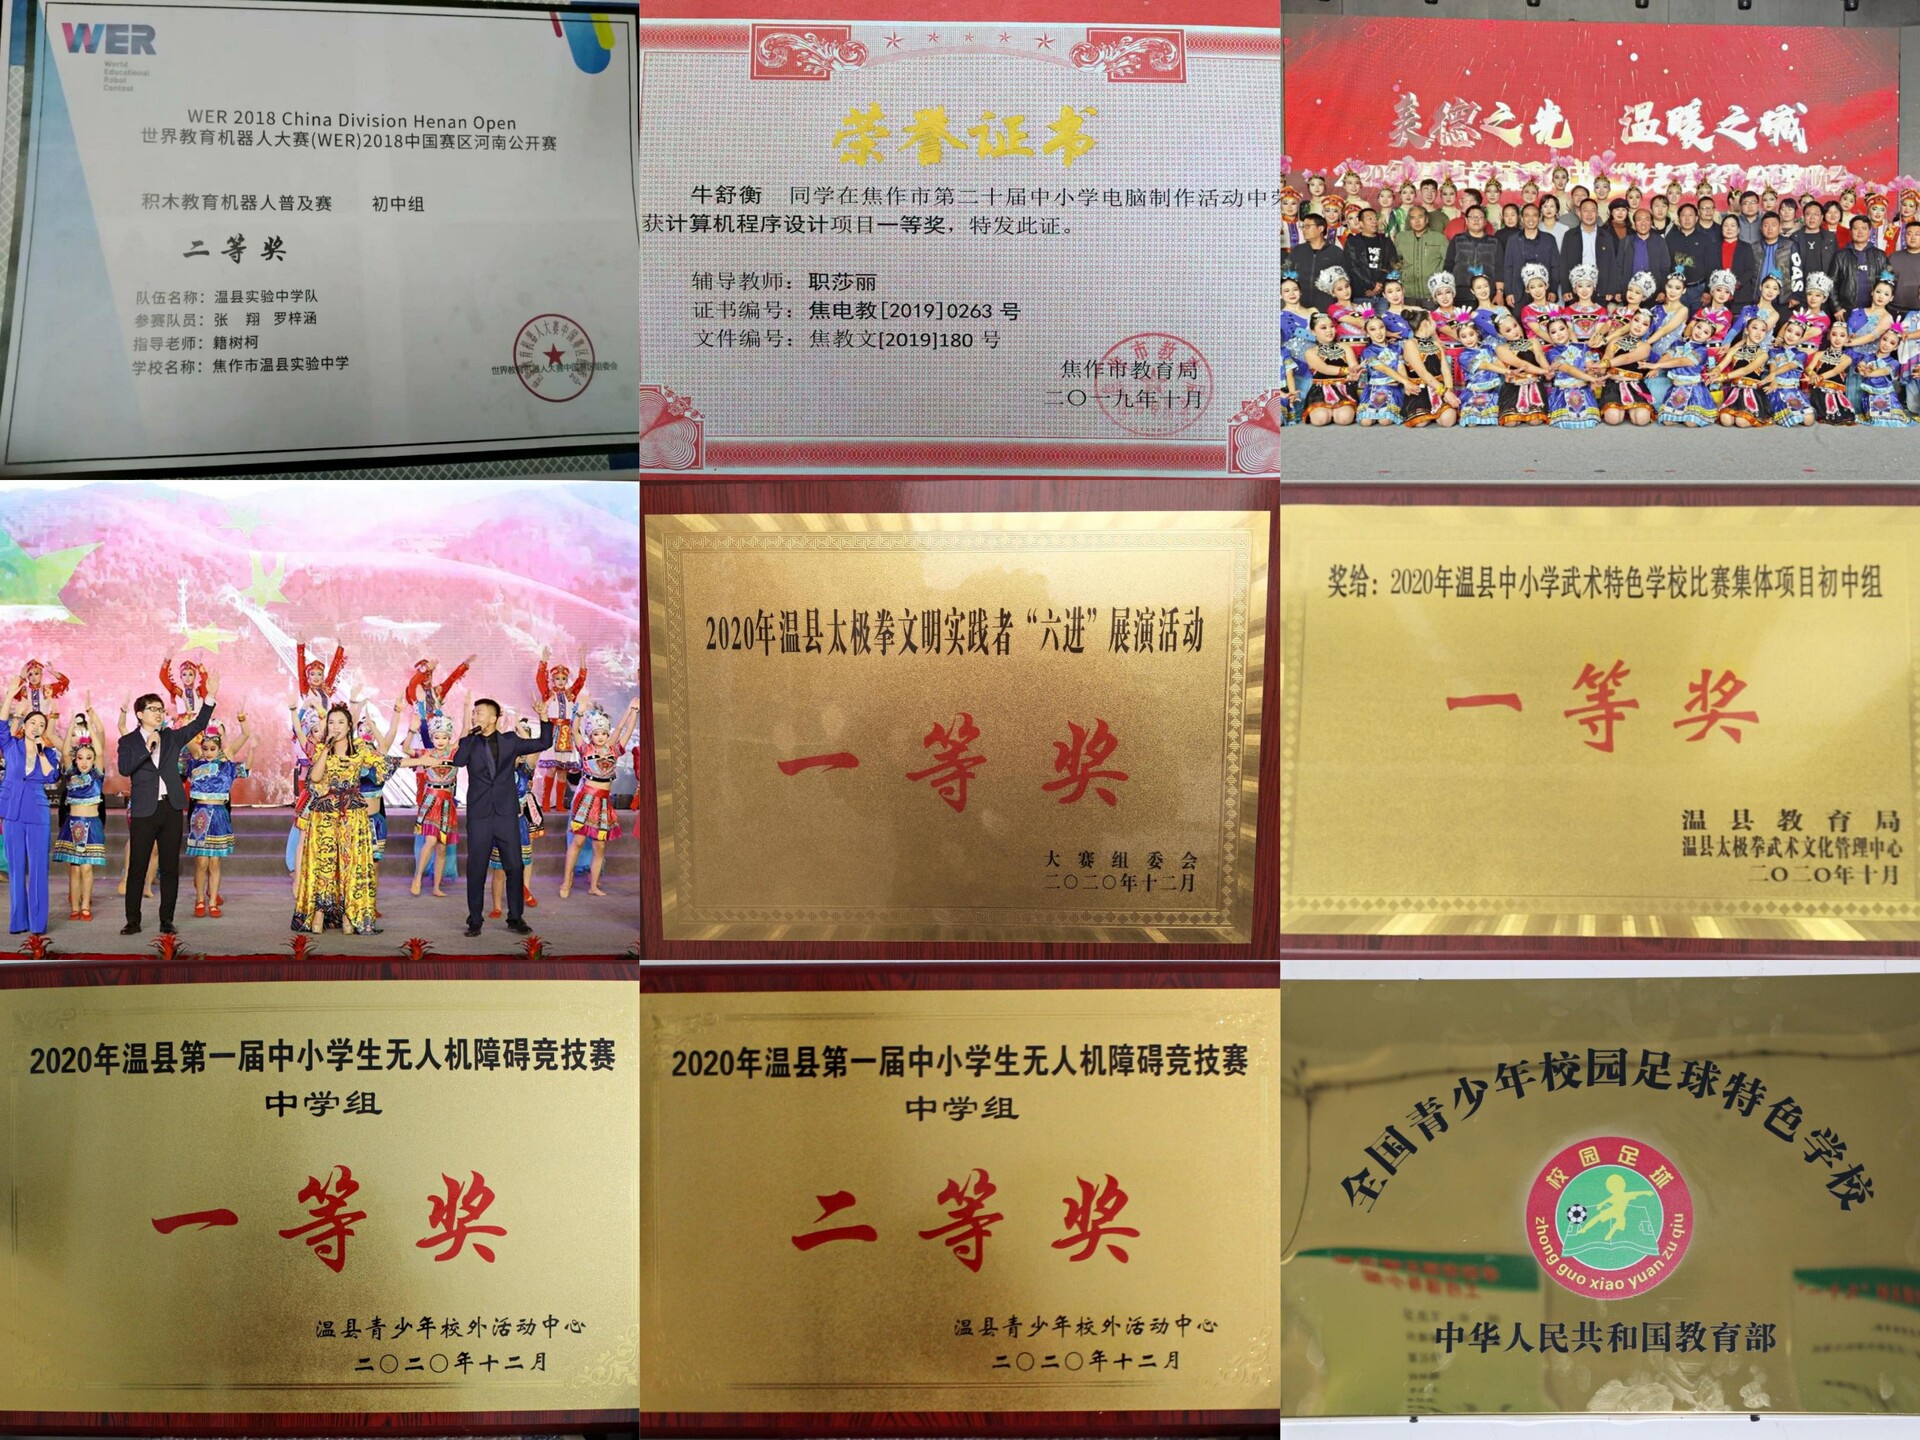 WER
World
Educational
Robot
Contest
WER 2018 China Division Henan Open
世界教育机器人大赛(WER)2018中国赛区河南公开赛
积木教育机器人普及赛 初中组
二等奖
队伍名称：温县实验中学队
参赛队员：张 翔 罗梓涵
指导老师：籍树柯
学校名称：焦作市温县实验中学
世界教育机器人大赛中国赛区组委会
荣誉证书
牛舒衡 同学在焦作市第二十届中小学电脑制作活动中荣
获计算机程序设计项目一等奖，特发此证。
辅导教师：职莎丽
证书编号：焦电教[2019]0263 号
文件编号：焦教文[2019]180 号
焦作市教育局
二〇一九年十月
美德之先 温暖之城
2020年温县太极拳文明实践者“六进”展演活动
一等奖
大赛组委会
二〇二〇年十二月
奖给：2020年温县中小学武术特色学校比赛集体项目初中组
一等奖
温县教育局
温县太极拳武术文化管理中心
二〇二〇年十月
2020年温县第一届中小学生无人机障碍竞技赛
中学组
一等奖
温县青少年校外活动中心
二〇二〇年十二月
2020年温县第一届中小学生无人机障碍竞技赛
中学组
二等奖
温县青少年校外活动中心
二〇二〇年十二月
全国青少年校园足球特色学校
校园足球
zhong guo xiao yuan zu qiu
中华人民共和国教育部